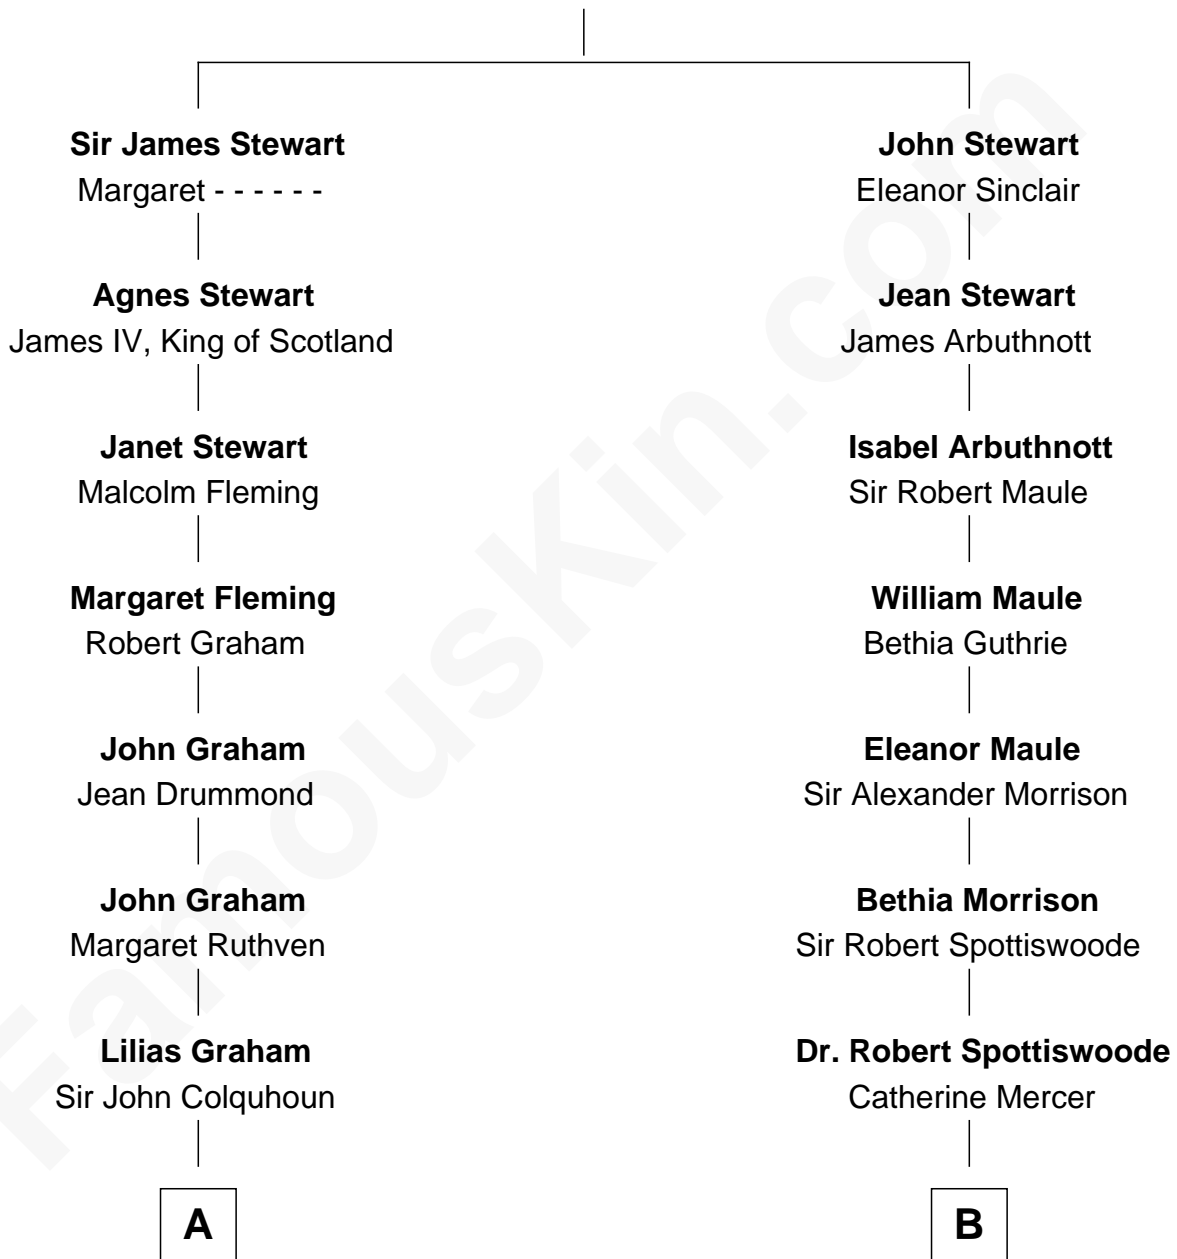 Sir James Stewart
Margaret - - - - - -
Agnes Stewart
James IV, King of Scotland
Janet Stewart
Malcolm Fleming
Margaret Fleming
Robert Graham
John Graham
Jean Drummond
John Graham
Margaret Ruthven
Lilias Graham
Sir John Colquhoun
A
John Stewart
Eleanor Sinclair
Jean Stewart
James Arbuthnott
Isabel Arbuthnott
Sir Robert Maule
William Maule
Bethia Guthrie
Eleanor Maule
Sir Alexander Morrison
Bethia Morrison
Sir Robert Spottiswoode
Dr. Robert Spottiswoode
Catherine Mercer
B
FamousKin.com